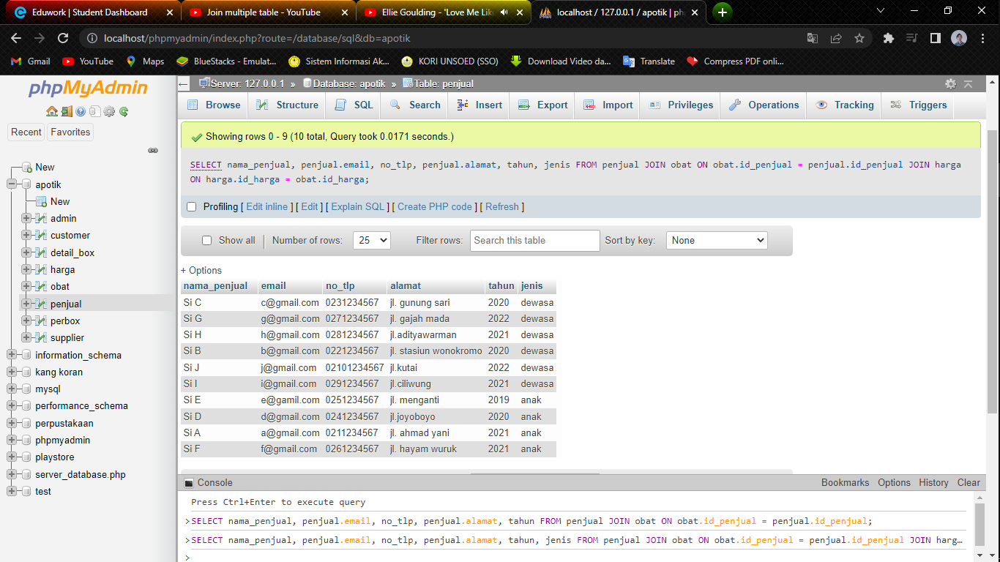 Eduwork | Student Dashboard
Join multiple table - YouTube
Ellie Goulding - 'Love Me Lik
localhost / 127.0.0.1 / apotik | ph
localhost/phpmyadmin/index.php?route=/database/sql&db=apotik
Gmail YouTube Maps BlueStacks - Emulat... Sistem Informasi Ak... KORI UNSOED (SSO) Download Video da... Translate Compress PDF onli...
phpMyAdmin
Recent Favorites
New
apotik
New
admin
customer
detail_box
harga
obat
penjual
perbox
supplier
information_schema
kang koran
mysql
performance_schema
perpustakaan
phpmyadmin
playstore
server_database.php
test
Server: 127.0.0.1 » Database: apotik » Table: penjual
Browse Structure SQL Search Insert Export Import Privileges Operations Tracking Triggers
Showing rows 0 - 9 (10 total, Query took 0.0171 seconds.)
SELECT nama_penjual, penjual.email, no_tlp, penjual.alamat, tahun, jenis FROM penjual JOIN obat ON obat.id_penjual = penjual.id_penjual JOIN harga
ON harga.id_harga = obat.id_harga;
Profiling [ Edit inline ] [ Edit ] [ Explain SQL ] [ Create PHP code ] [ Refresh ]
Show all | Number of rows: 25 Filter rows: Search this table Sort by key: None
+ Options
nama_penjual email no_tlp alamat tahun jenis
Si C c@gmail.com 0231234567 jl. gunung sari 2020 dewasa
Si G g@gmail.com 0271234567 jl. gajah mada 2022 dewasa
Si H h@gmail.com 0281234567 jl.adityawarman 2021 dewasa
Si B b@gmail.com 0221234567 jl. stasiun wonokromo 2020 dewasa
Si J j@gmail.com 02101234567 jl.kutai 2022 dewasa
Si I i@gmail.com 0291234567 jl.ciliwung 2021 dewasa
Si E e@gamil.com 0251234567 jl. menganti 2019 anak
Si D d@gmail.com 0241234567 jl.joyoboyo 2020 anak
Si A a@gmail.com 0211234567 jl. ahmad yani 2021 anak
Si F f@gmail.com 0261234567 jl. hayam wuruk 2021 anak
Console Bookmarks Options History Clear
Press Ctrl+Enter to execute query
>SELECT nama_penjual, penjual.email, no_tlp, penjual.alamat, tahun FROM penjual JOIN obat ON obat.id_penjual = penjual.id_penjual;
>SELECT nama_penjual, penjual.email, no_tlp, penjual.alamat, tahun, jenis FROM penjual JOIN obat ON obat.id_penjual = penjual.id_penjual JOIN harg…
>